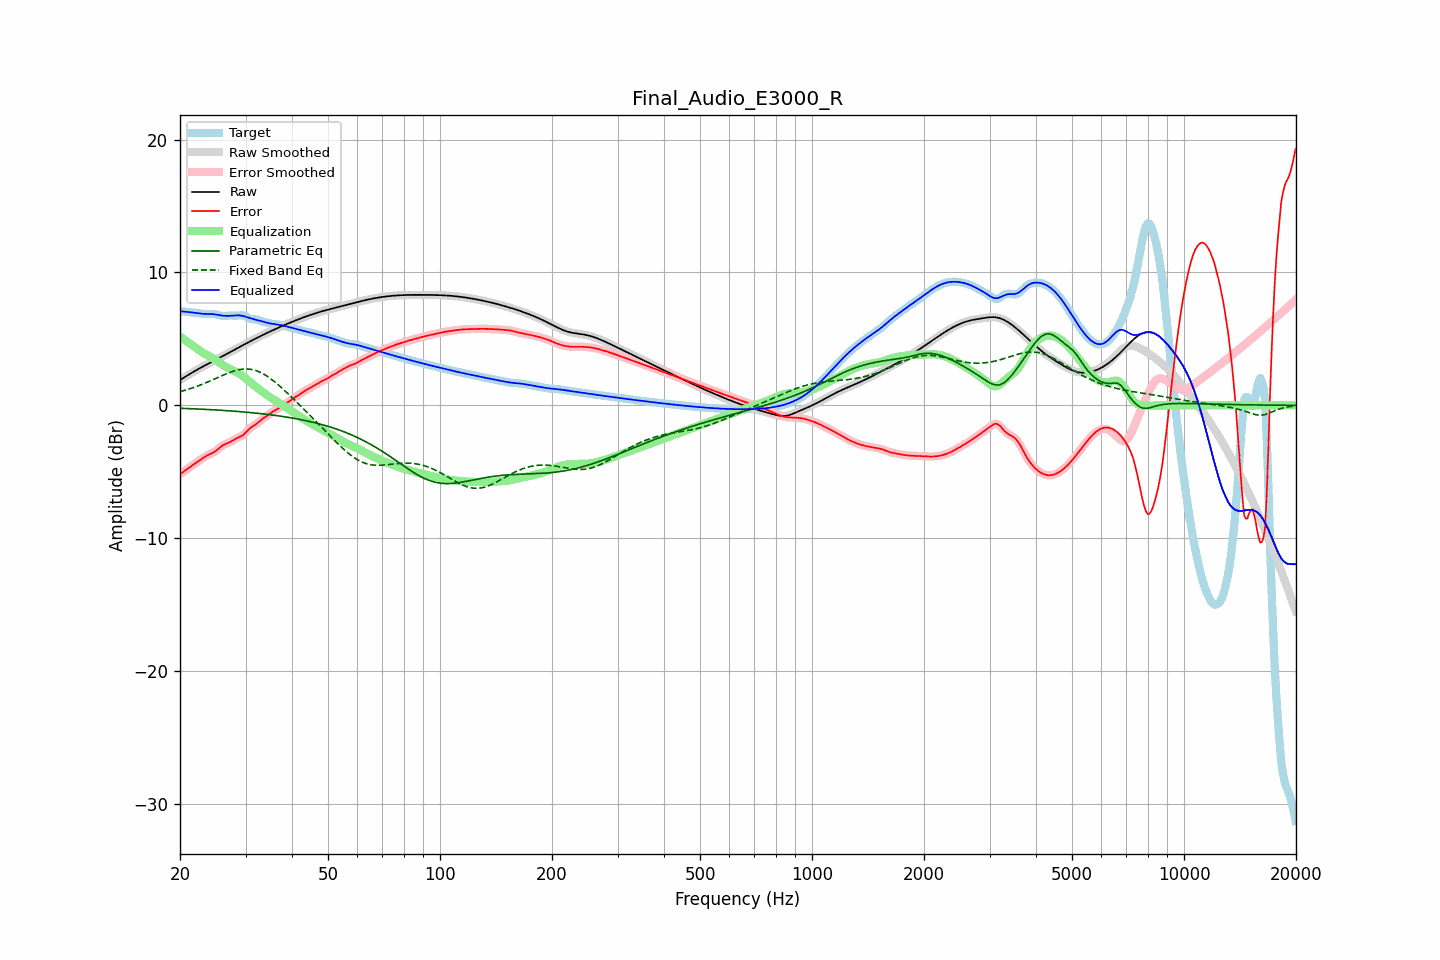 Final_Audio_E3000_R
Target
Raw Smoothed
Error Smoothed
Raw
Error
Equalization
Parametric Eq
Fixed Band Eq
Equalized
20
10
0
−10
−20
−30
Amplitude (dBr)
20 50 100 200 500 1000 2000 5000 10000 20000
Frequency (Hz)